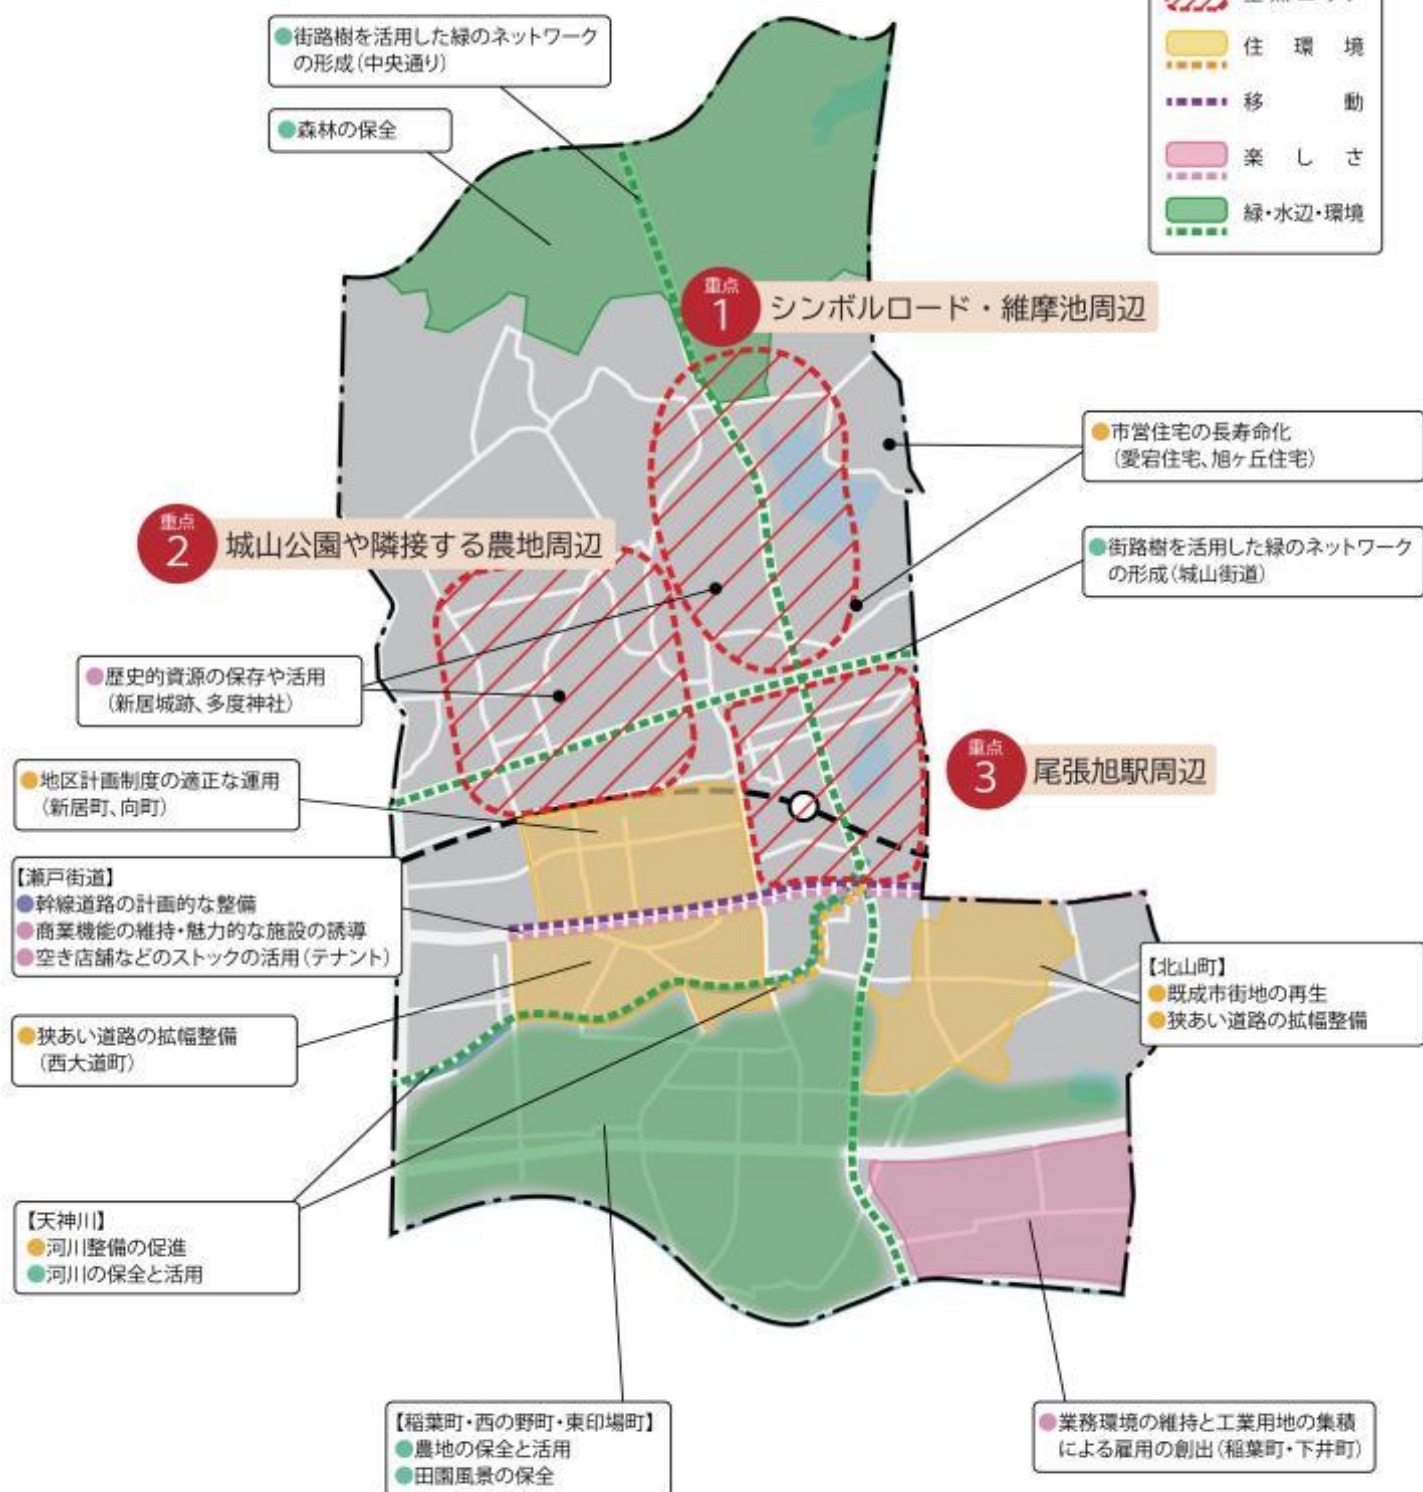 住環境
移動
楽しさ
緑・水辺・環境
●街路樹を活用した緑のネットワーク
の形成(中央通り)
●森林の保全
重点
1
シンボルロード・維摩池周辺
●市営住宅の長寿命化
(愛宕住宅、旭ヶ丘住宅)
重点
2
城山公園や隣接する農地周辺
●街路樹を活用した緑のネットワーク
の形成(城山街道)
●歴史的資源の保存や活用
(新居城跡、多度神社)
重点
3
尾張旭駅周辺
●地区計画制度の適正な運用
(新居町、向町)
【瀬戸街道】
●幹線道路の計画的な整備
●商業機能の維持・魅力的な施設の誘導
●空き店舗などのストックの活用(テナント)
【北山町】
●既成市街地の再生
●狭あい道路の拡幅整備
●狭あい道路の拡幅整備
(西大道町)
【天神川】
●河川整備の促進
●河川の保全と活用
【稲葉町・西の野町・東印場町】
●農地の保全と活用
●田園風景の保全
●業務環境の維持と工業用地の集積
による雇用の創出(稲葉町・下井町)